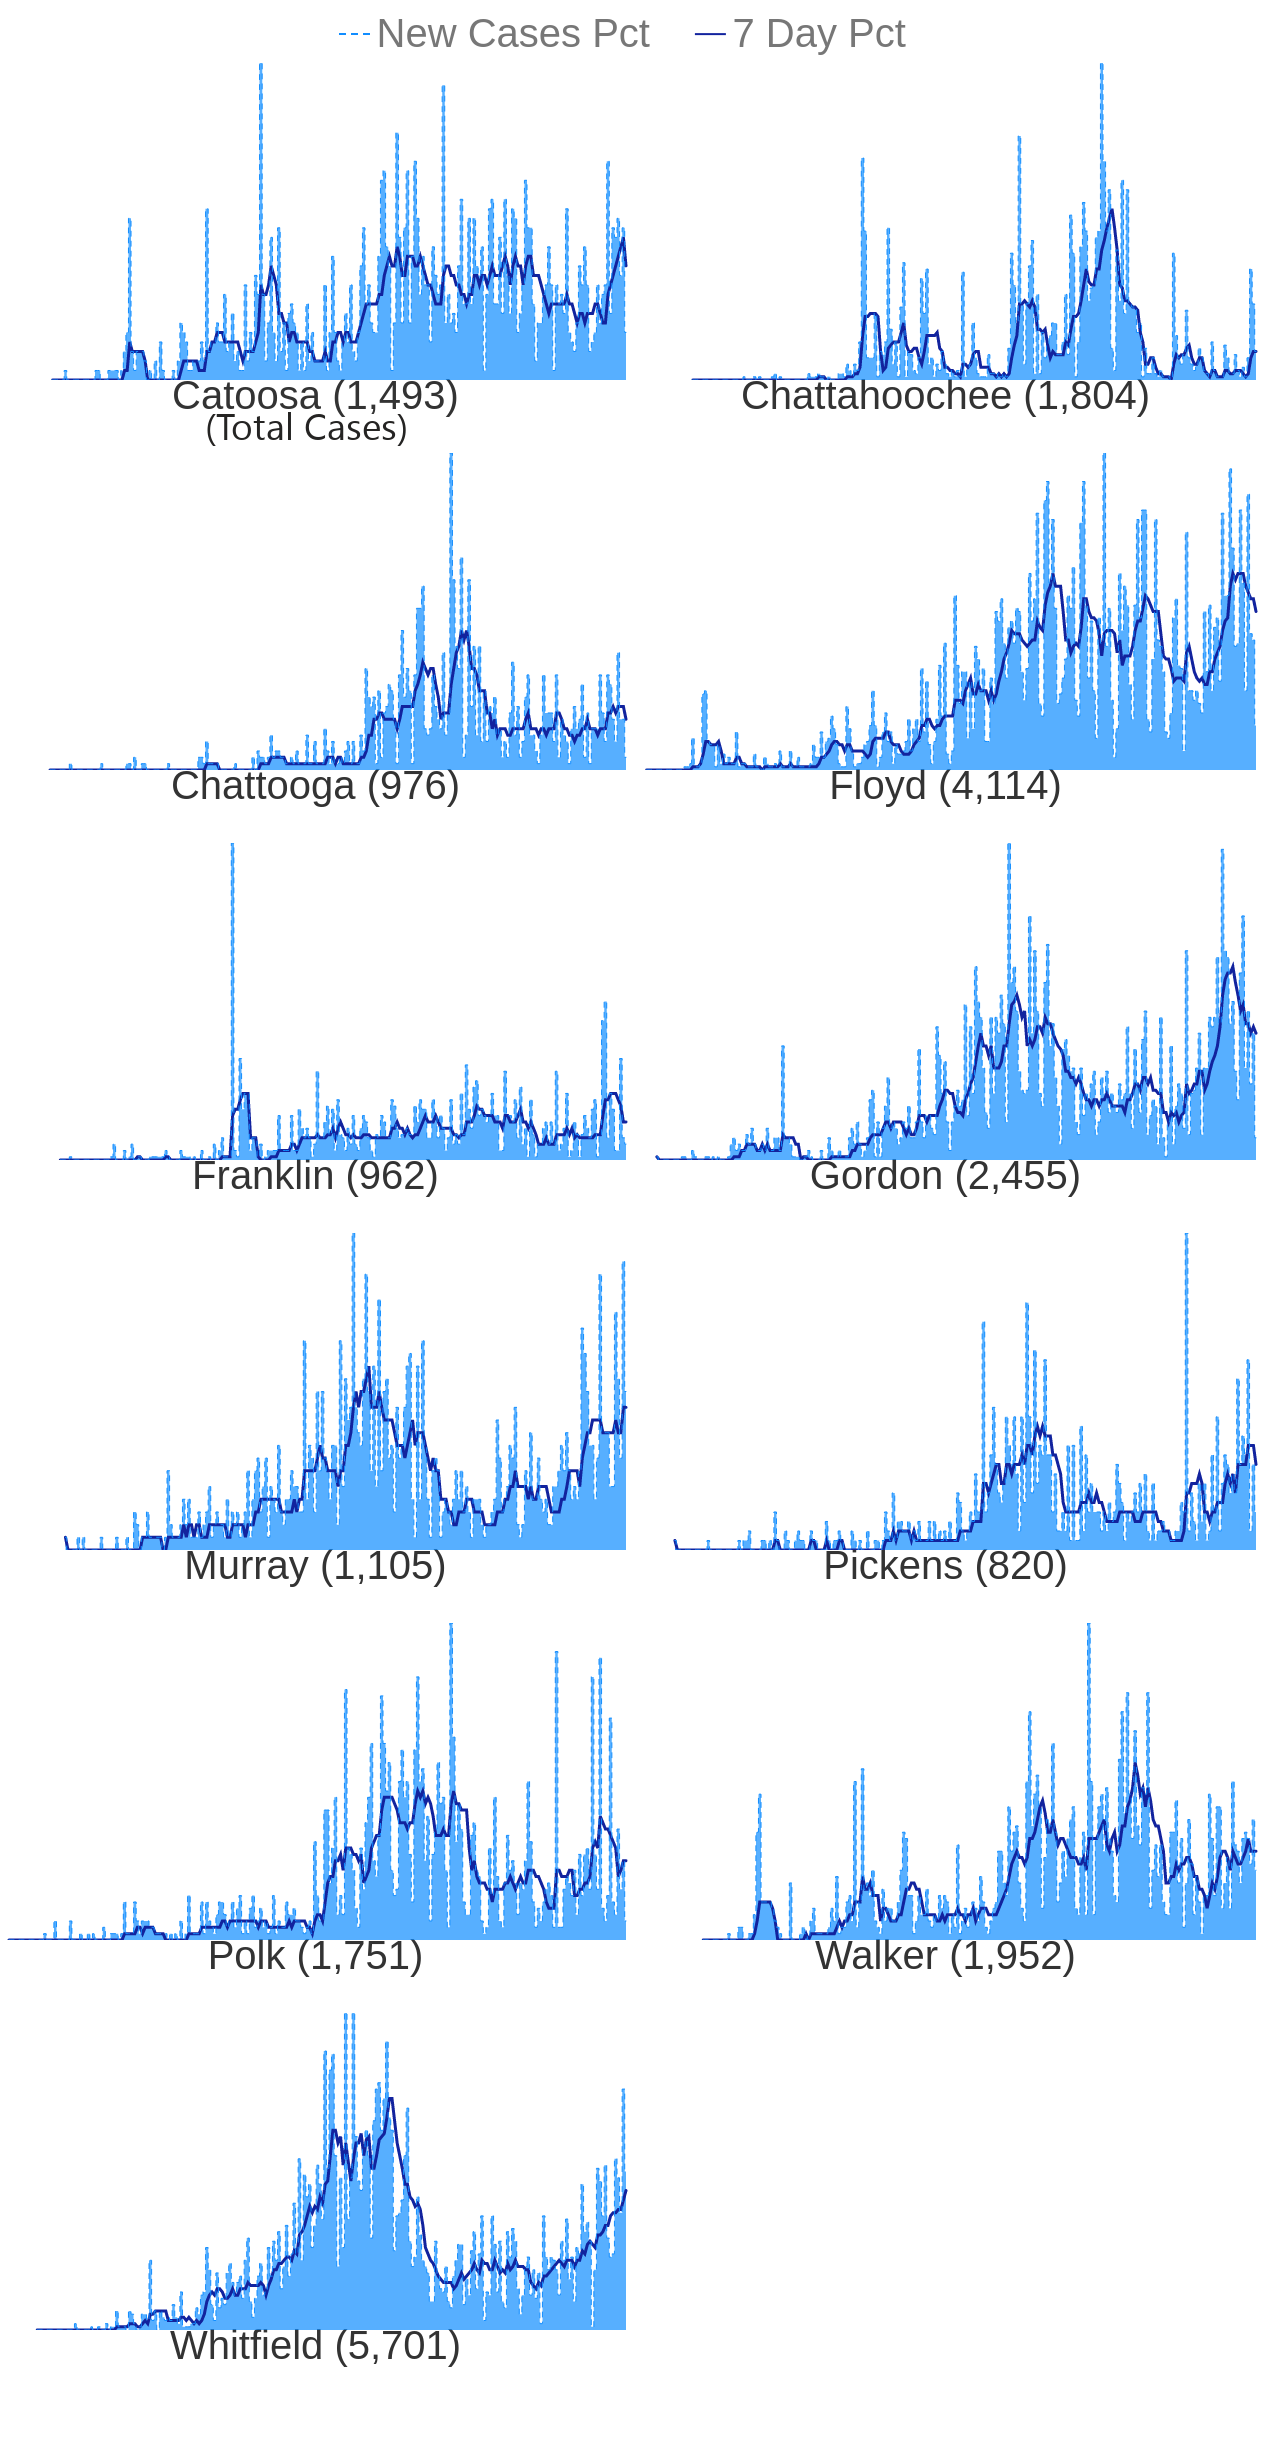 New Cases Pct 7 Day Pct
Catoosa (1,493) Chattahoochee (1,804)
(Total Cases)
Chattooga (976) Floyd (4,114)
Franklin (962) Gordon (2,455)
Murray (1,105) Pickens (820)
Polk (1,751) Walker (1,952)
Whitfield (5,701)